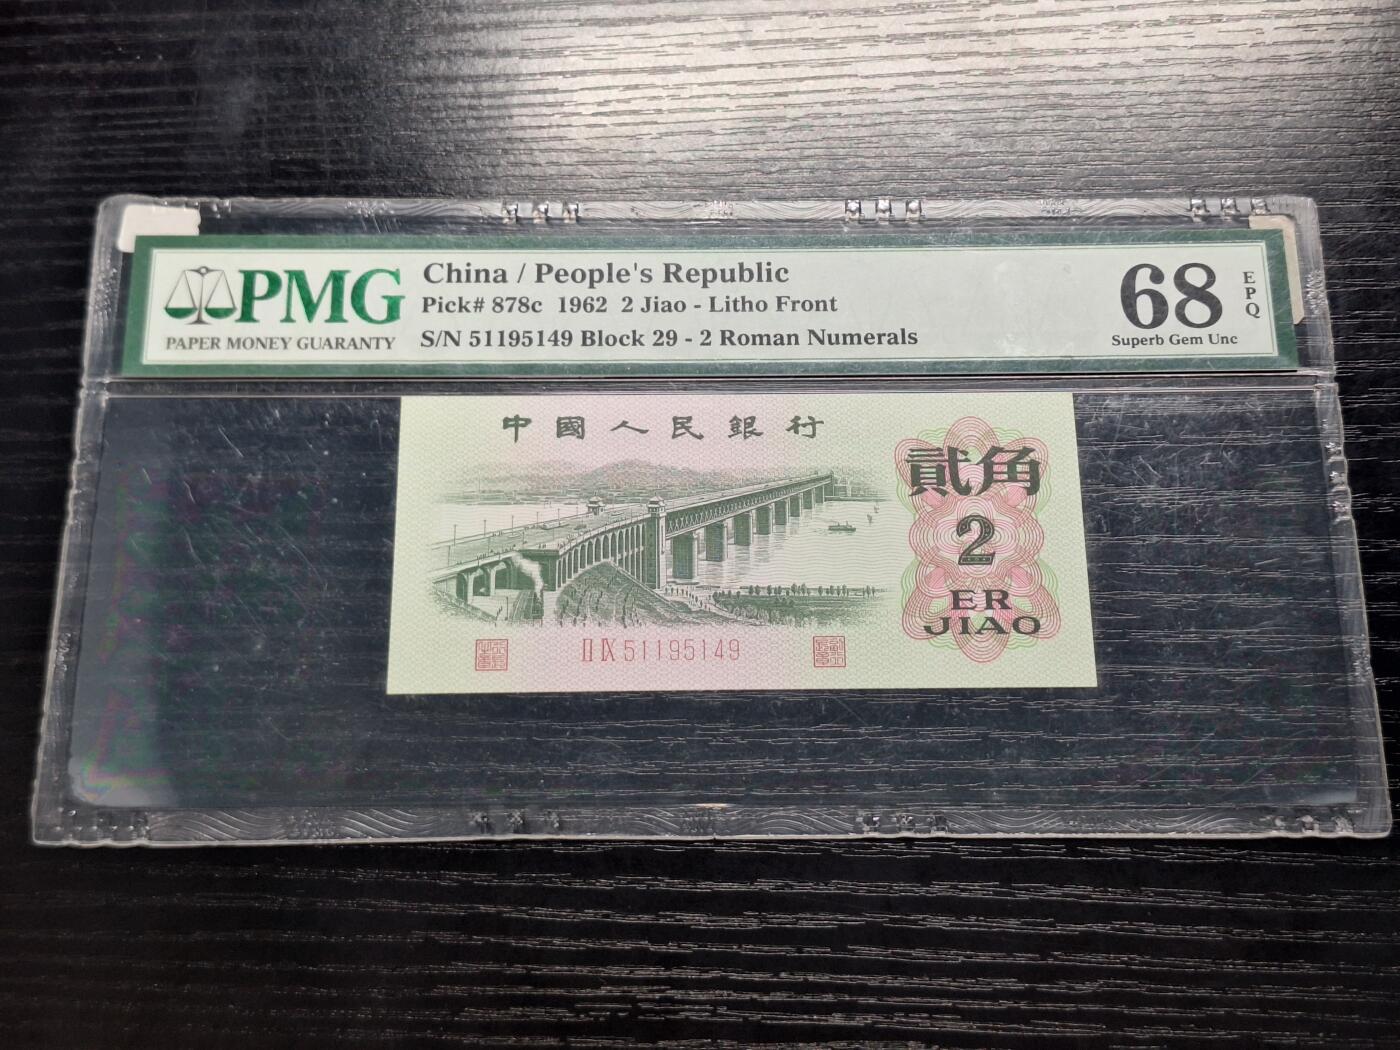 PMG
PAPER MONEY GUARANTY
China / People's Republic
Pick# 878c 1962 2 Jiao - Litho Front
S/N 51195149 Block 29 - 2 Roman Numerals
68
EPQ
Superb Gem Unc
中國人民銀行
貳角
2
ER
JIAO
II IX 51195149